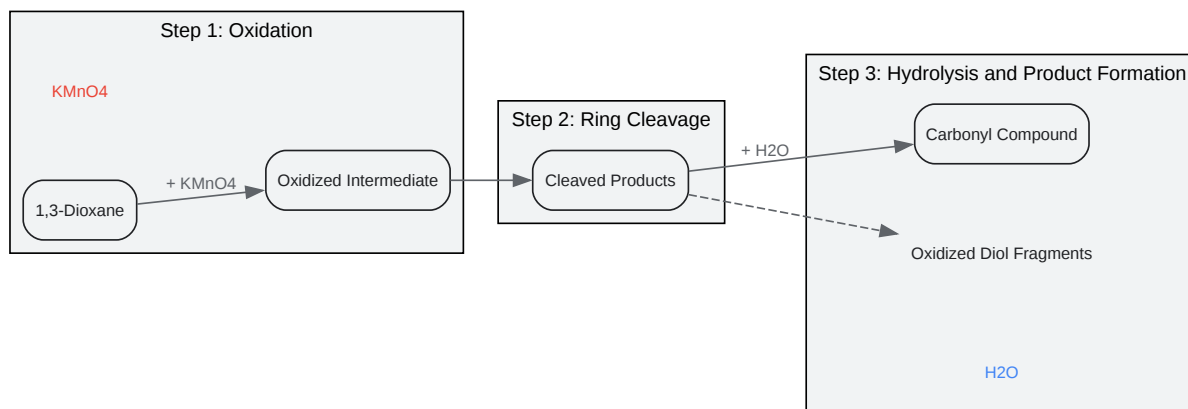 Step 1: Oxidation
KMnO4
1,3-Dioxane
+ KMnO4
Oxidized Intermediate
Step 2: Ring Cleavage
Cleaved Products
+ H2O
Step 3: Hydrolysis and Product Formation
Carbonyl Compound
Oxidized Diol Fragments
H2O